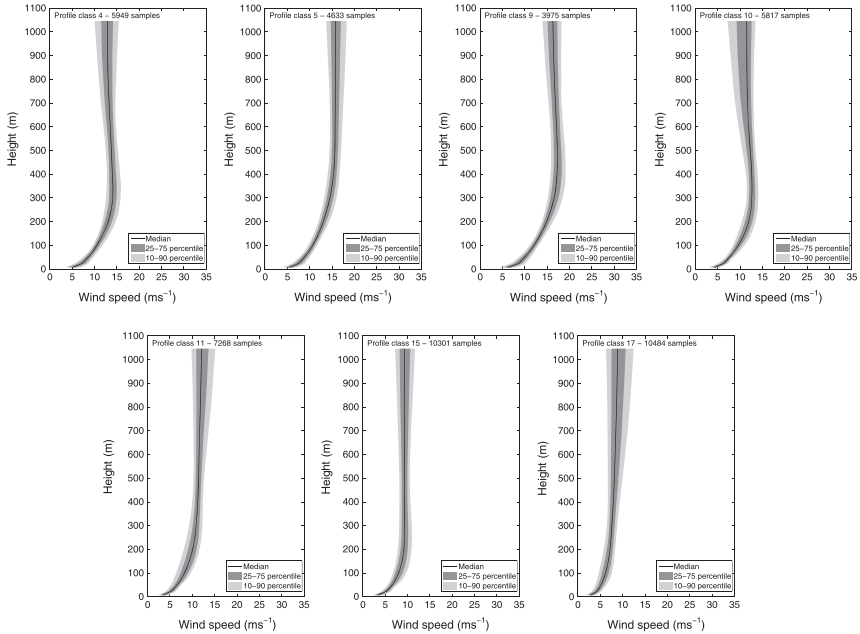 Profile class 4 − 5949 samples
1100
1000
900
800
700
600
500
400
300
200
100
0
Height (m)
Median
25−75 percentile
10−90 percentile
0 5 10 15 20 25 30 35
Wind speed (ms−1)
Profile class 5 − 4633 samples
1100
1000
900
800
700
600
500
400
300
200
100
0
Height (m)
Median
25−75 percentile
10−90 percentile
0 5 10 15 20 25 30 35
Wind speed (ms−1)
Profile class 9 − 3975 samples
1100
1000
900
800
700
600
500
400
300
200
100
0
Height (m)
Median
25−75 percentile
10−90 percentile
0 5 10 15 20 25 30 35
Wind speed (ms−1)
Profile class 10 − 5817 samples
1100
1000
900
800
700
600
500
400
300
200
100
0
Height (m)
Median
25−75 percentile
10−90 percentile
0 5 10 15 20 25 30 35
Wind speed (ms−1)
Profile class 11 − 7268 samples
1100
1000
900
800
700
600
500
400
300
200
100
0
Height (m)
Median
25−75 percentile
10−90 percentile
0 5 10 15 20 25 30 35
Wind speed (ms−1)
Profile class 15 − 10301 samples
1100
1000
900
800
700
600
500
400
300
200
100
0
Height (m)
Median
25−75 percentile
10−90 percentile
0 5 10 15 20 25 30 35
Wind speed (ms−1)
Profile class 17 − 10484 samples
1100
1000
900
800
700
600
500
400
300
200
100
0
Height (m)
Median
25−75 percentile
10−90 percentile
0 5 10 15 20 25 30 35
Wind speed (ms−1)